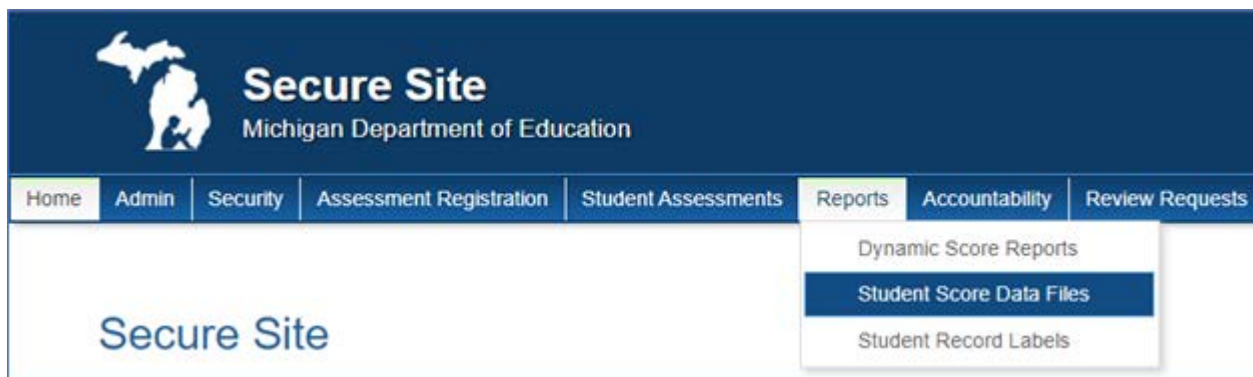 Secure Site
Michigan Department of Education
Home Admin Security Assessment Registration Student Assessments Reports Accountability Review Requests
Dynamic Score Reports
Student Score Data Files
Student Record Labels
Secure Site